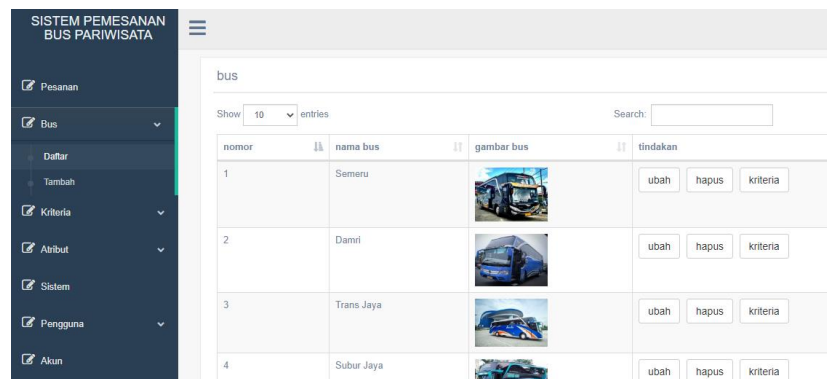 SISTEM PEMESANAN
BUS PARIWISATA
Pesanan
Bus
Daftar
Tambah
Kriteria
Atribut
Sistem
Pengguna
Akun
bus
Show 10 entries
Search:
nomor nama bus gambar bus tindakan
1 Semeru ubah hapus kriteria
2 Damri ubah hapus kriteria
3 Trans Jaya ubah hapus kriteria
4 Subur Jaya ubah hapus kriteria